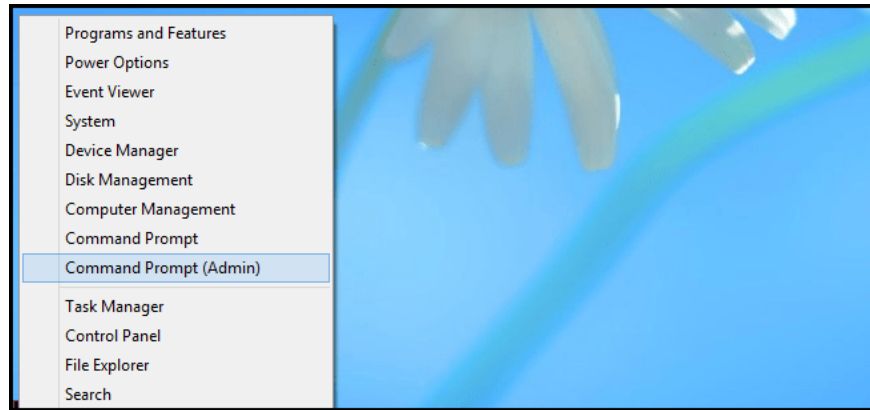 Programs and Features
Power Options
Event Viewer
System
Device Manager
Disk Management
Computer Management
Command Prompt
Command Prompt (Admin)
Task Manager
Control Panel
File Explorer
Search